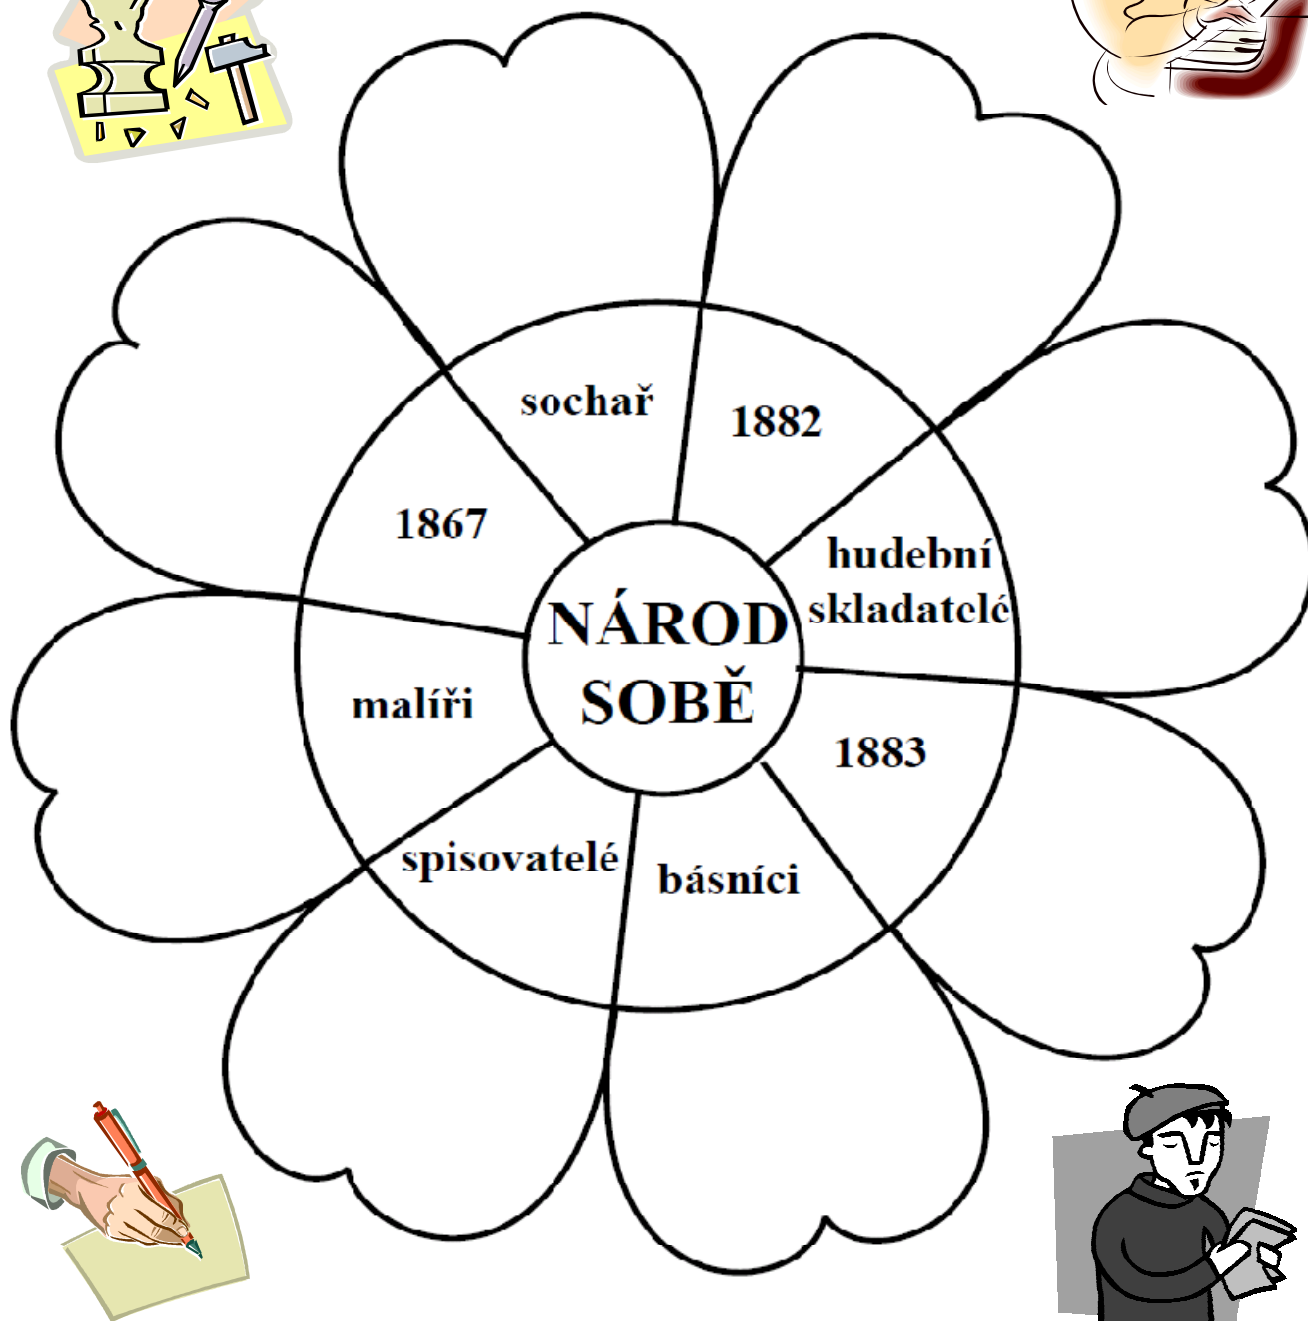 sochař
1882
1867
hudební
skladatelé
NÁROD
SOBĚ
malíři
1883
spisovatelé
básníci